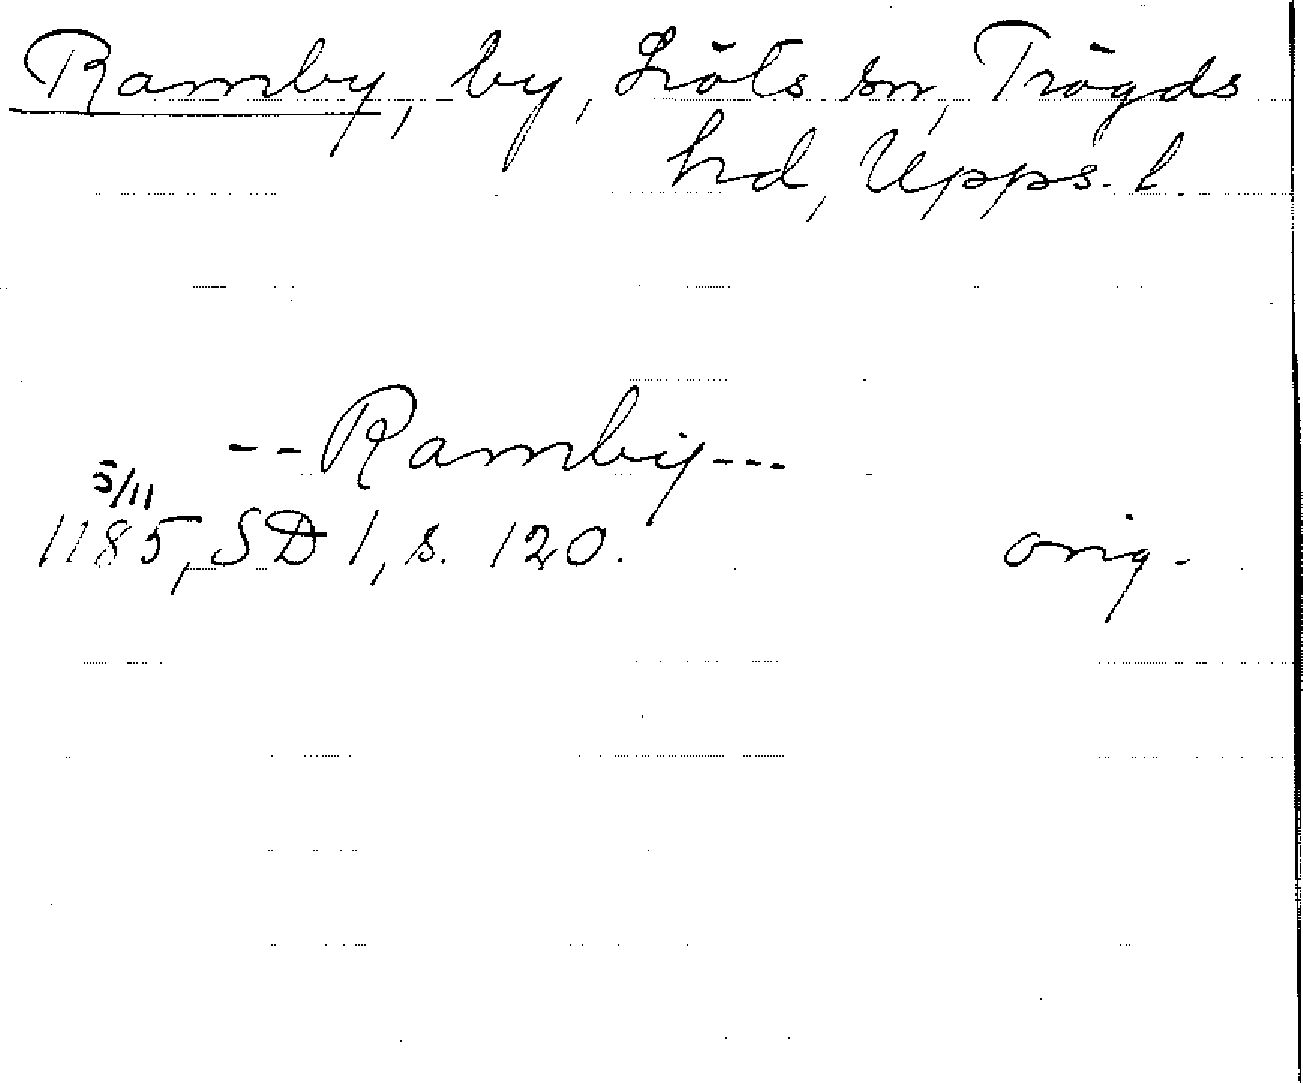 Ramby, by, Löts sn, Trögds
hd, Upps. l.
-- Ramby ---
5/11
1185, SD 1, s. 120. orig.